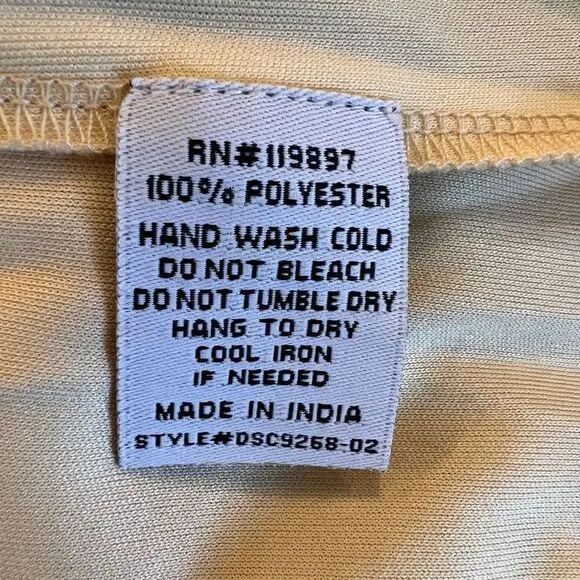 RN#119897
100% POLYESTER
HAND WASH COLD
DO NOT BLEACH
DO NOT TUMBLE DRY
HANG TO DRY
COOL IRON
IF NEEDED
MADE IN INDIA
STYLE#DSC9268-02